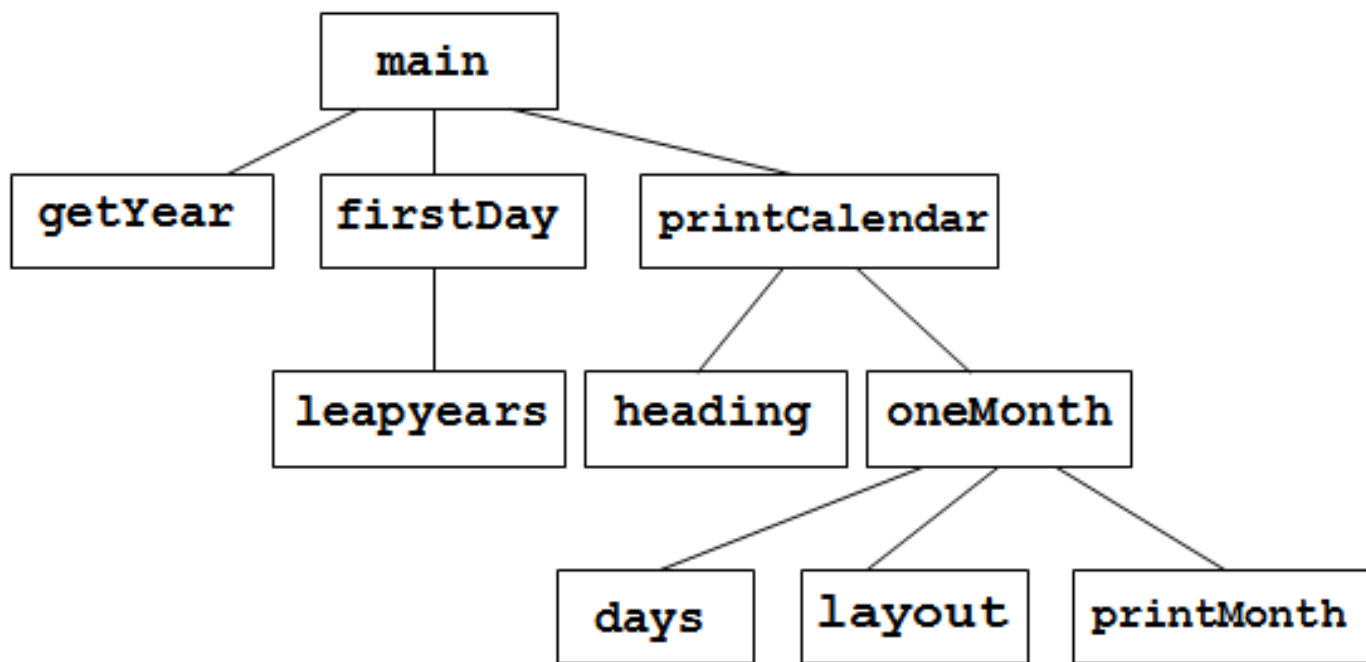 main
getYear
firstDay
printCalendar
leapyears
heading
oneMonth
days
layout
printMonth